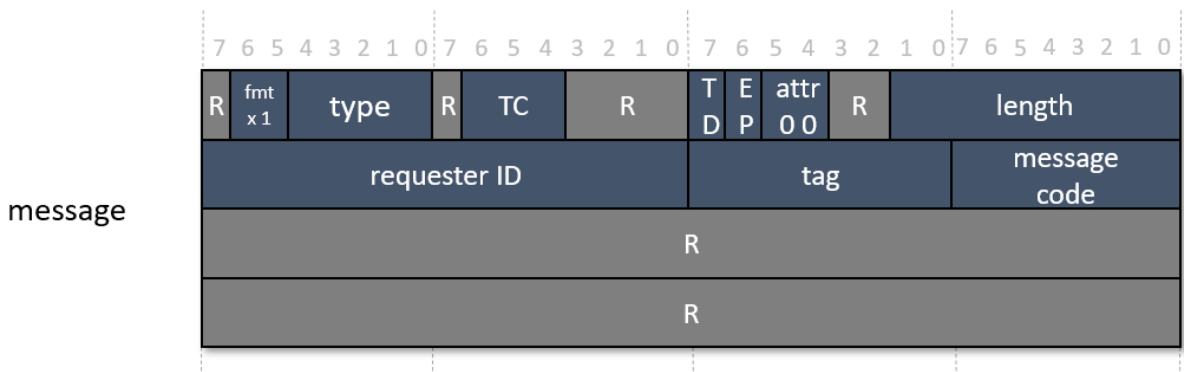 7 6 5 4 3 2 1 0 7 6 5 4 3 2 1 0 7 6 5 4 3 2 1 0 7 6 5 4 3 2 1 0
R fmt x 1 type R TC R TD EP attr 0 0 R length
requester ID tag message code
message
R
R